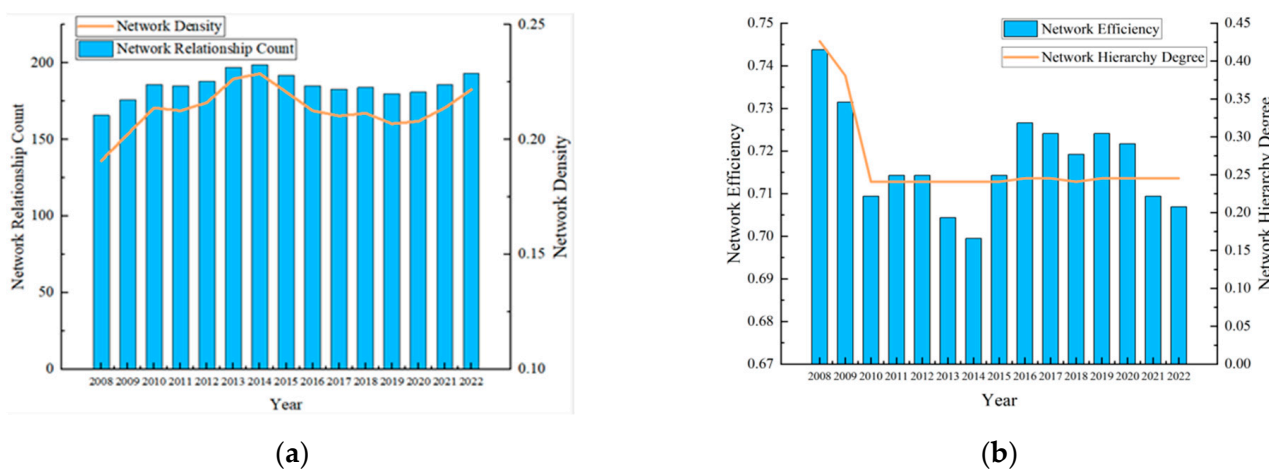 Network Density
Network Relationship Count
200
150
100
50
0
0.25
0.20
0.15
0.10
Network Relationship Count
Network Density
2008 2009 2010 2011 2012 2013 2014 2015 2016 2017 2018 2019 2020 2021 2022
Year
(a)
Network Efficiency
Network Hierarchy Degree
0.75
0.74
0.73
0.72
0.71
0.70
0.69
0.68
0.67
0.45
0.40
0.35
0.30
0.25
0.20
0.15
0.10
0.05
0.00
Network Efficiency
Network Hierarchy Degree
2008 2009 2010 2011 2012 2013 2014 2015 2016 2017 2018 2019 2020 2021 2022
Year
(b)